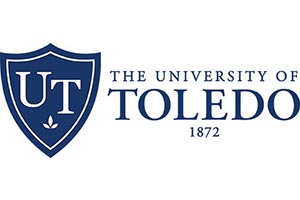 UT
THE UNIVERSITY OF
TOLEDO
1872